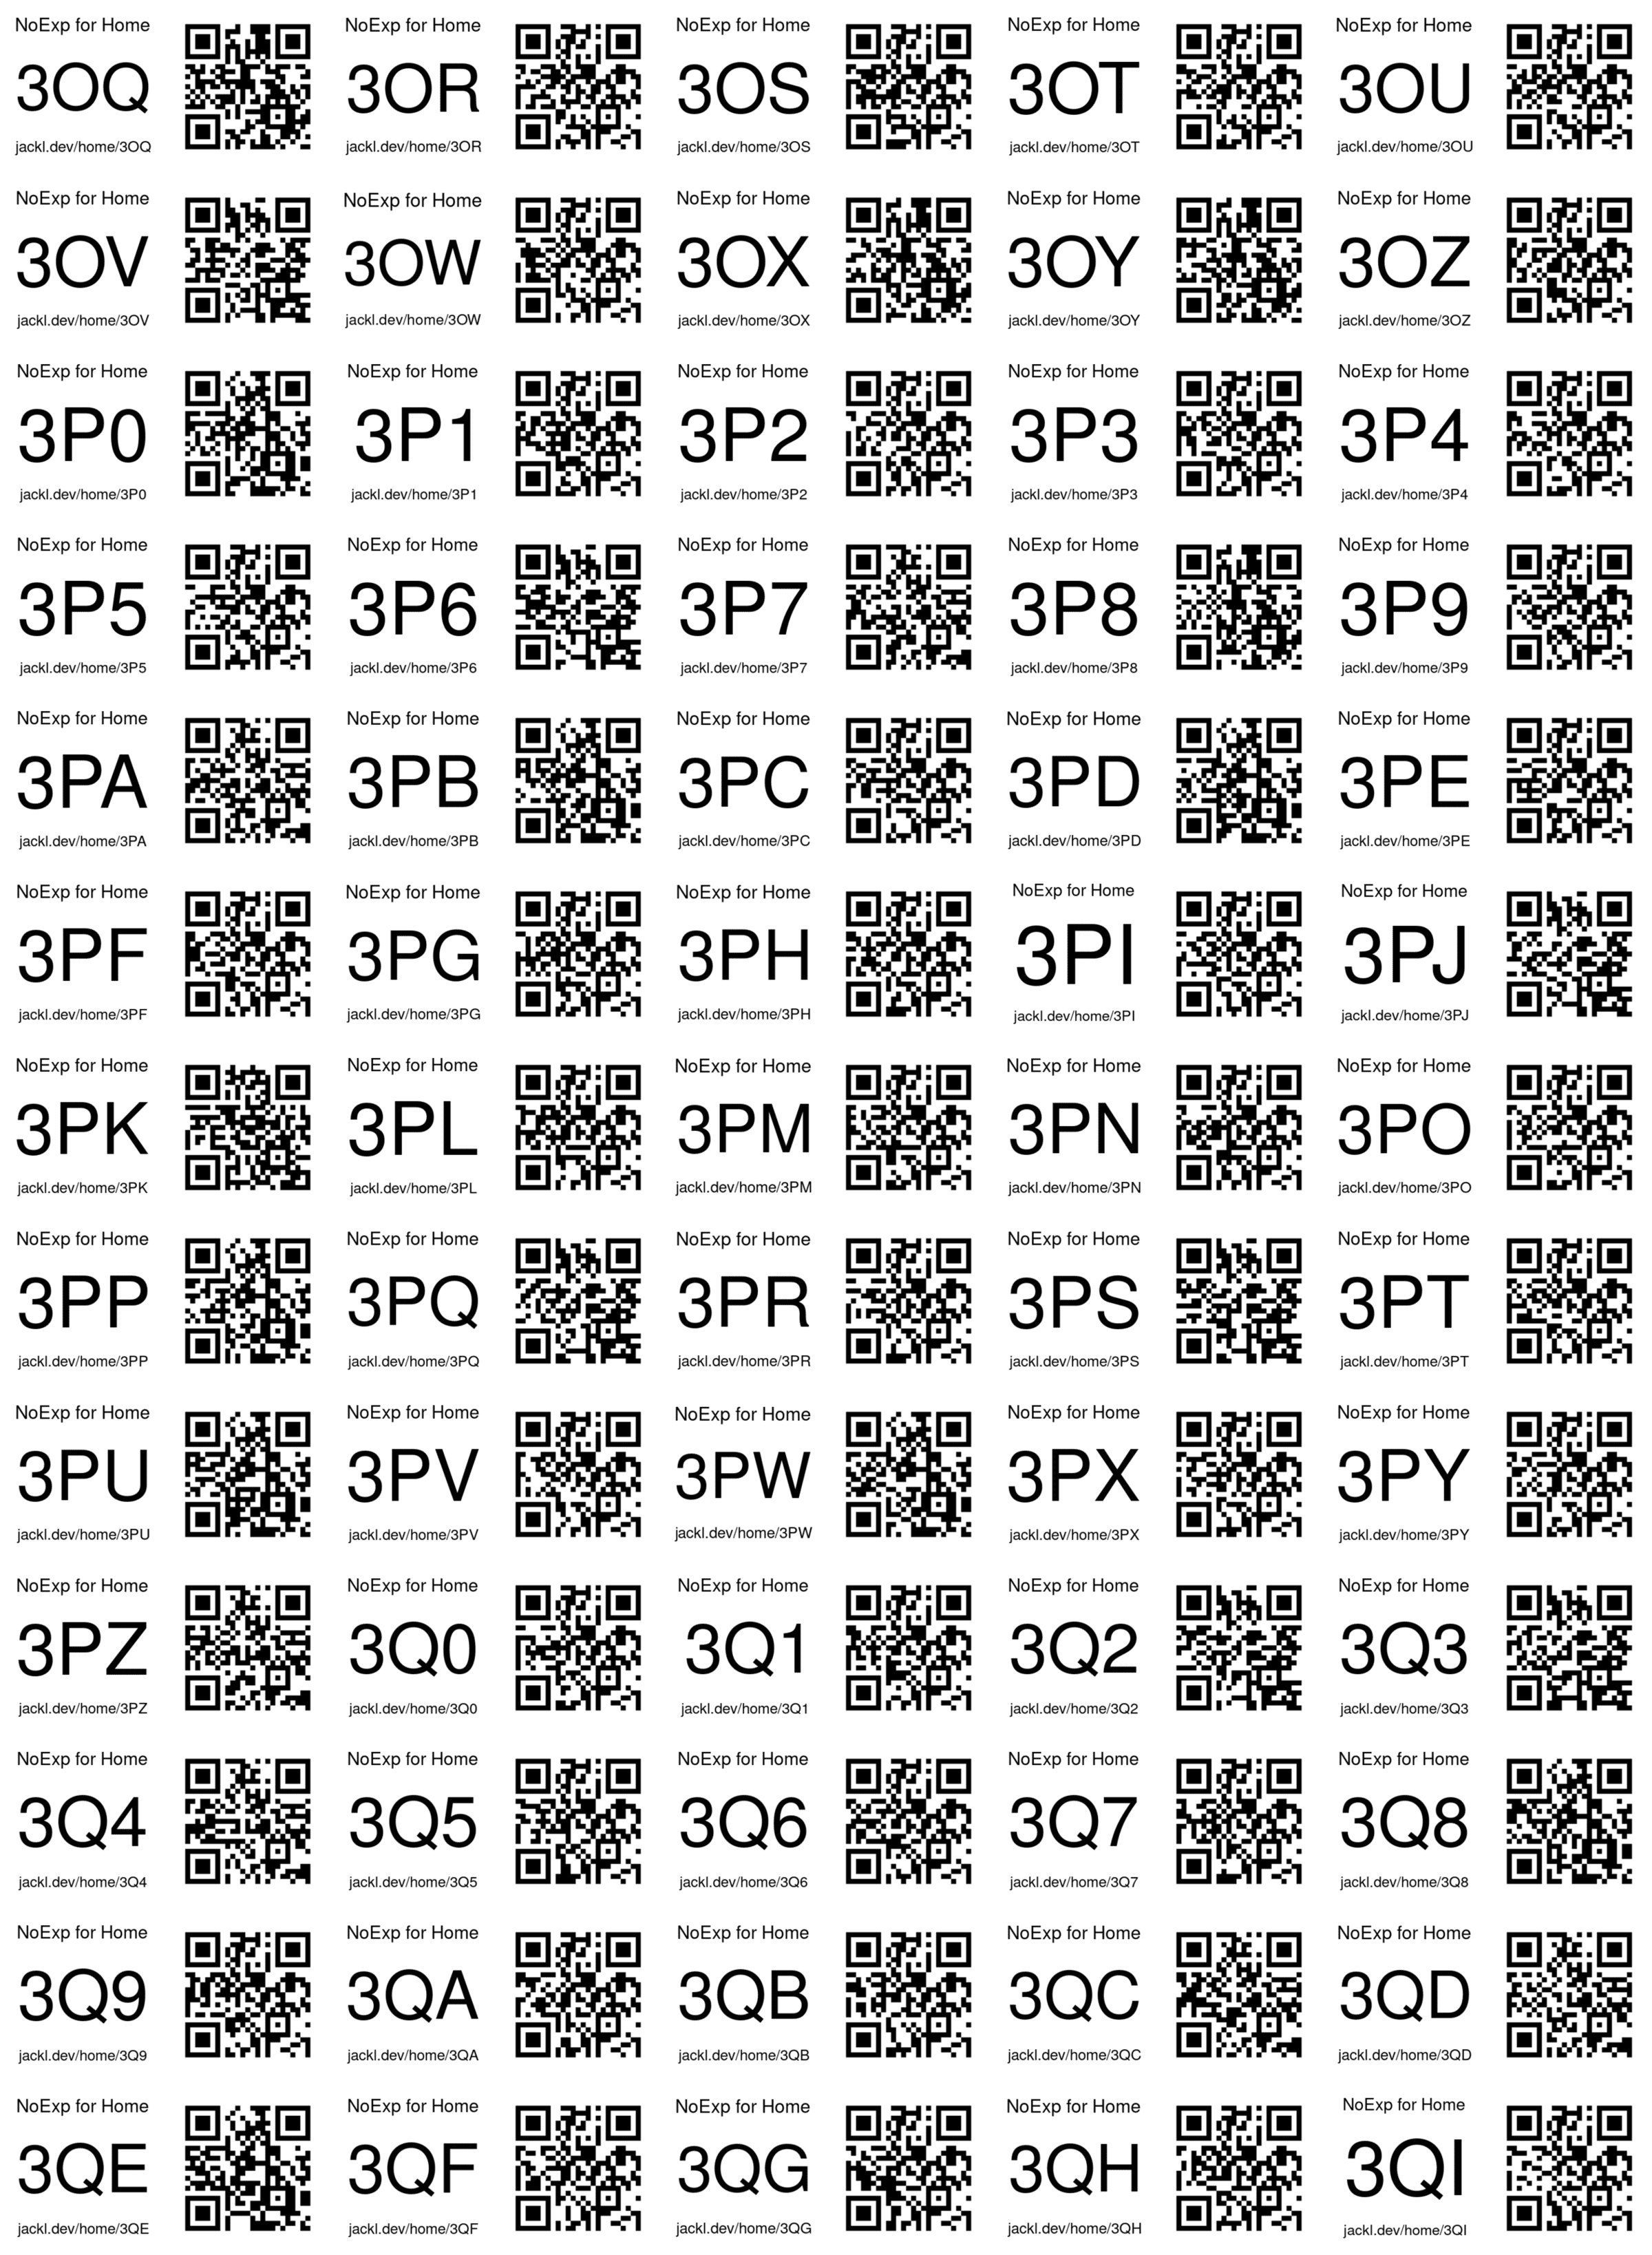 NoExp for Home
3OQ
jackl.dev/home/3OQ
NoExp for Home
3OR
jackl.dev/home/3OR
NoExp for Home
3OS
jackl.dev/home/3OS
NoExp for Home
3OT
jackl.dev/home/3OT
NoExp for Home
3OU
jackl.dev/home/3OU
NoExp for Home
3OV
jackl.dev/home/3OV
NoExp for Home
3OW
jackl.dev/home/3OW
NoExp for Home
3OX
jackl.dev/home/3OX
NoExp for Home
3OY
jackl.dev/home/3OY
NoExp for Home
3OZ
jackl.dev/home/3OZ
NoExp for Home
3P0
jackl.dev/home/3P0
NoExp for Home
3P1
jackl.dev/home/3P1
NoExp for Home
3P2
jackl.dev/home/3P2
NoExp for Home
3P3
jackl.dev/home/3P3
NoExp for Home
3P4
jackl.dev/home/3P4
NoExp for Home
3P5
jackl.dev/home/3P5
NoExp for Home
3P6
jackl.dev/home/3P6
NoExp for Home
3P7
jackl.dev/home/3P7
NoExp for Home
3P8
jackl.dev/home/3P8
NoExp for Home
3P9
jackl.dev/home/3P9
NoExp for Home
3PA
jackl.dev/home/3PA
NoExp for Home
3PB
jackl.dev/home/3PB
NoExp for Home
3PC
jackl.dev/home/3PC
NoExp for Home
3PD
jackl.dev/home/3PD
NoExp for Home
3PE
jackl.dev/home/3PE
NoExp for Home
3PF
jackl.dev/home/3PF
NoExp for Home
3PG
jackl.dev/home/3PG
NoExp for Home
3PH
jackl.dev/home/3PH
NoExp for Home
3PI
jackl.dev/home/3PI
NoExp for Home
3PJ
jackl.dev/home/3PJ
NoExp for Home
3PK
jackl.dev/home/3PK
NoExp for Home
3PL
jackl.dev/home/3PL
NoExp for Home
3PM
jackl.dev/home/3PM
NoExp for Home
3PN
jackl.dev/home/3PN
NoExp for Home
3PO
jackl.dev/home/3PO
NoExp for Home
3PP
jackl.dev/home/3PP
NoExp for Home
3PQ
jackl.dev/home/3PQ
NoExp for Home
3PR
jackl.dev/home/3PR
NoExp for Home
3PS
jackl.dev/home/3PS
NoExp for Home
3PT
jackl.dev/home/3PT
NoExp for Home
3PU
jackl.dev/home/3PU
NoExp for Home
3PV
jackl.dev/home/3PV
NoExp for Home
3PW
jackl.dev/home/3PW
NoExp for Home
3PX
jackl.dev/home/3PX
NoExp for Home
3PY
jackl.dev/home/3PY
NoExp for Home
3PZ
jackl.dev/home/3PZ
NoExp for Home
3Q0
jackl.dev/home/3Q0
NoExp for Home
3Q1
jackl.dev/home/3Q1
NoExp for Home
3Q2
jackl.dev/home/3Q2
NoExp for Home
3Q3
jackl.dev/home/3Q3
NoExp for Home
3Q4
jackl.dev/home/3Q4
NoExp for Home
3Q5
jackl.dev/home/3Q5
NoExp for Home
3Q6
jackl.dev/home/3Q6
NoExp for Home
3Q7
jackl.dev/home/3Q7
NoExp for Home
3Q8
jackl.dev/home/3Q8
NoExp for Home
3Q9
jackl.dev/home/3Q9
NoExp for Home
3QA
jackl.dev/home/3QA
NoExp for Home
3QB
jackl.dev/home/3QB
NoExp for Home
3QC
jackl.dev/home/3QC
NoExp for Home
3QD
jackl.dev/home/3QD
NoExp for Home
3QE
jackl.dev/home/3QE
NoExp for Home
3QF
jackl.dev/home/3QF
NoExp for Home
3QG
jackl.dev/home/3QG
NoExp for Home
3QH
jackl.dev/home/3QH
NoExp for Home
3QI
jackl.dev/home/3QI